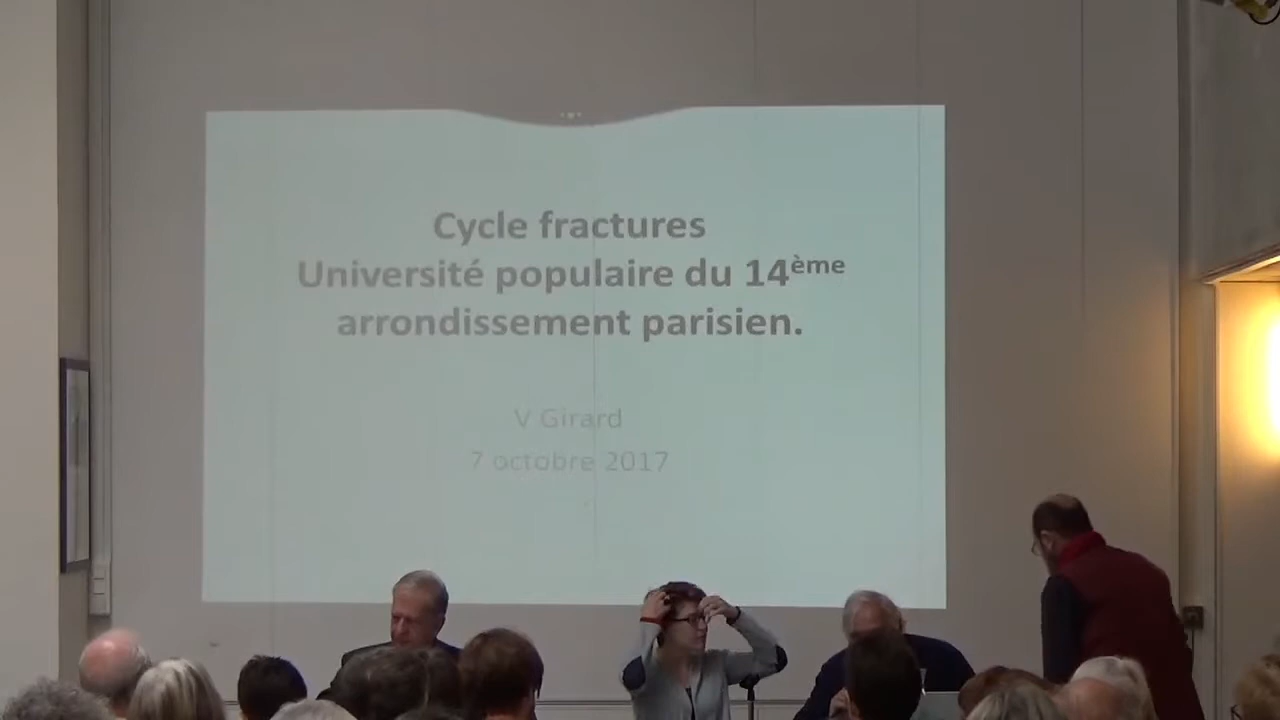 Cycle fractures
Université populaire du 14ème
arrondissement parisien.
V Girard
7 octobre 2017